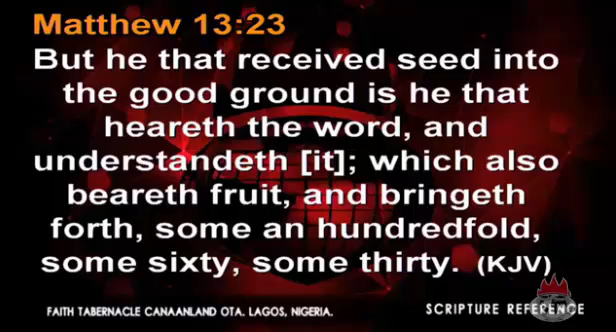 Matthew 13:23
But he that received seed into
the good ground is he that
heareth the word, and
understandeth [it]; which also
beareth fruit, and bringeth
forth, some an hundredfold,
some sixty, some thirty. (KJV)
FAITH TABERNACLE CANAANLAND OTA. LAGOS, NIGERIA.
SCRIPTURE REFERENCE